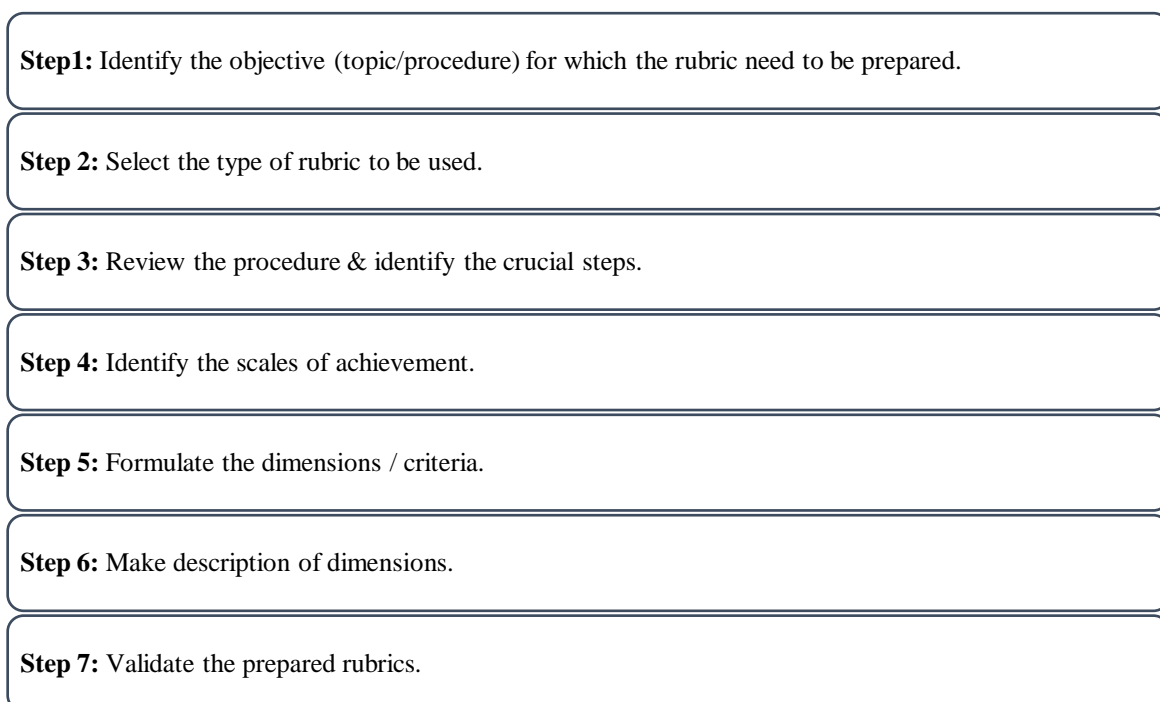 Step1: Identify the objective (topic/procedure) for which the rubric need to be prepared.
Step 2: Select the type of rubric to be used.
Step 3: Review the procedure & identify the crucial steps.
Step 4: Identify the scales of achievement.
Step 5: Formulate the dimensions / criteria.
Step 6: Make description of dimensions.
Step 7: Validate the prepared rubrics.